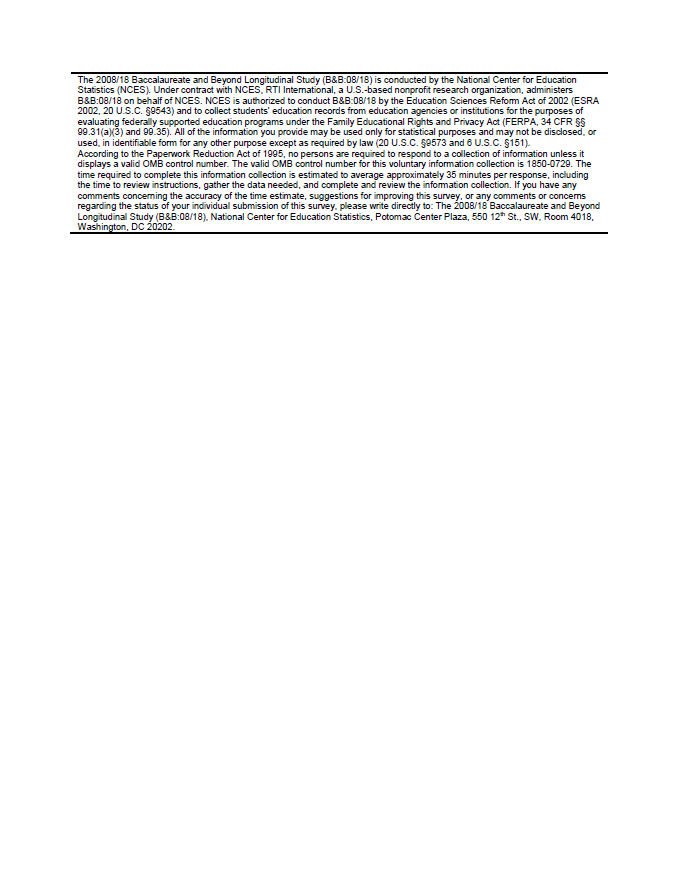 The 2008/18 Baccalaureate and Beyond Longitudinal Study (B&B:08/18) is conducted by the National Center for Education
Statistics (NCES). Under contract with NCES, RTI International, a U.S.-based nonprofit research organization, administers
B&B:08/18 on behalf of NCES. NCES is authorized to conduct B&B:08/18 by the Education Sciences Reform Act of 2002 (ESRA
2002, 20 U.S.C. §9543) and to collect students' education records from education agencies or institutions for the purposes of
evaluating federally supported education programs under the Family Educational Rights and Privacy Act (FERPA, 34 CFR §§
99.31(a)(3) and 99.35). All of the information you provide may be used only for statistical purposes and may not be disclosed, or
used, in identifiable form for any other purpose except as required by law (20 U.S.C. §9573 and 6 U.S.C. §151).
According to the Paperwork Reduction Act of 1995, no persons are required to respond to a collection of information unless it
displays a valid OMB control number. The valid OMB control number for this voluntary information collection is 1850-0729. The
time required to complete this information collection is estimated to average approximately 35 minutes per response, including
the time to review instructions, gather the data needed, and complete and review the information collection. If you have any
comments concerning the accuracy of the time estimate, suggestions for improving this survey, or any comments or concerns
regarding the status of your individual submission of this survey, please write directly to: The 2008/18 Baccalaureate and Beyond
Longitudinal Study (B&B:08/18), National Center for Education Statistics, Potomac Center Plaza, 550 12th St., SW, Room 4018,
Washington, DC 20202.